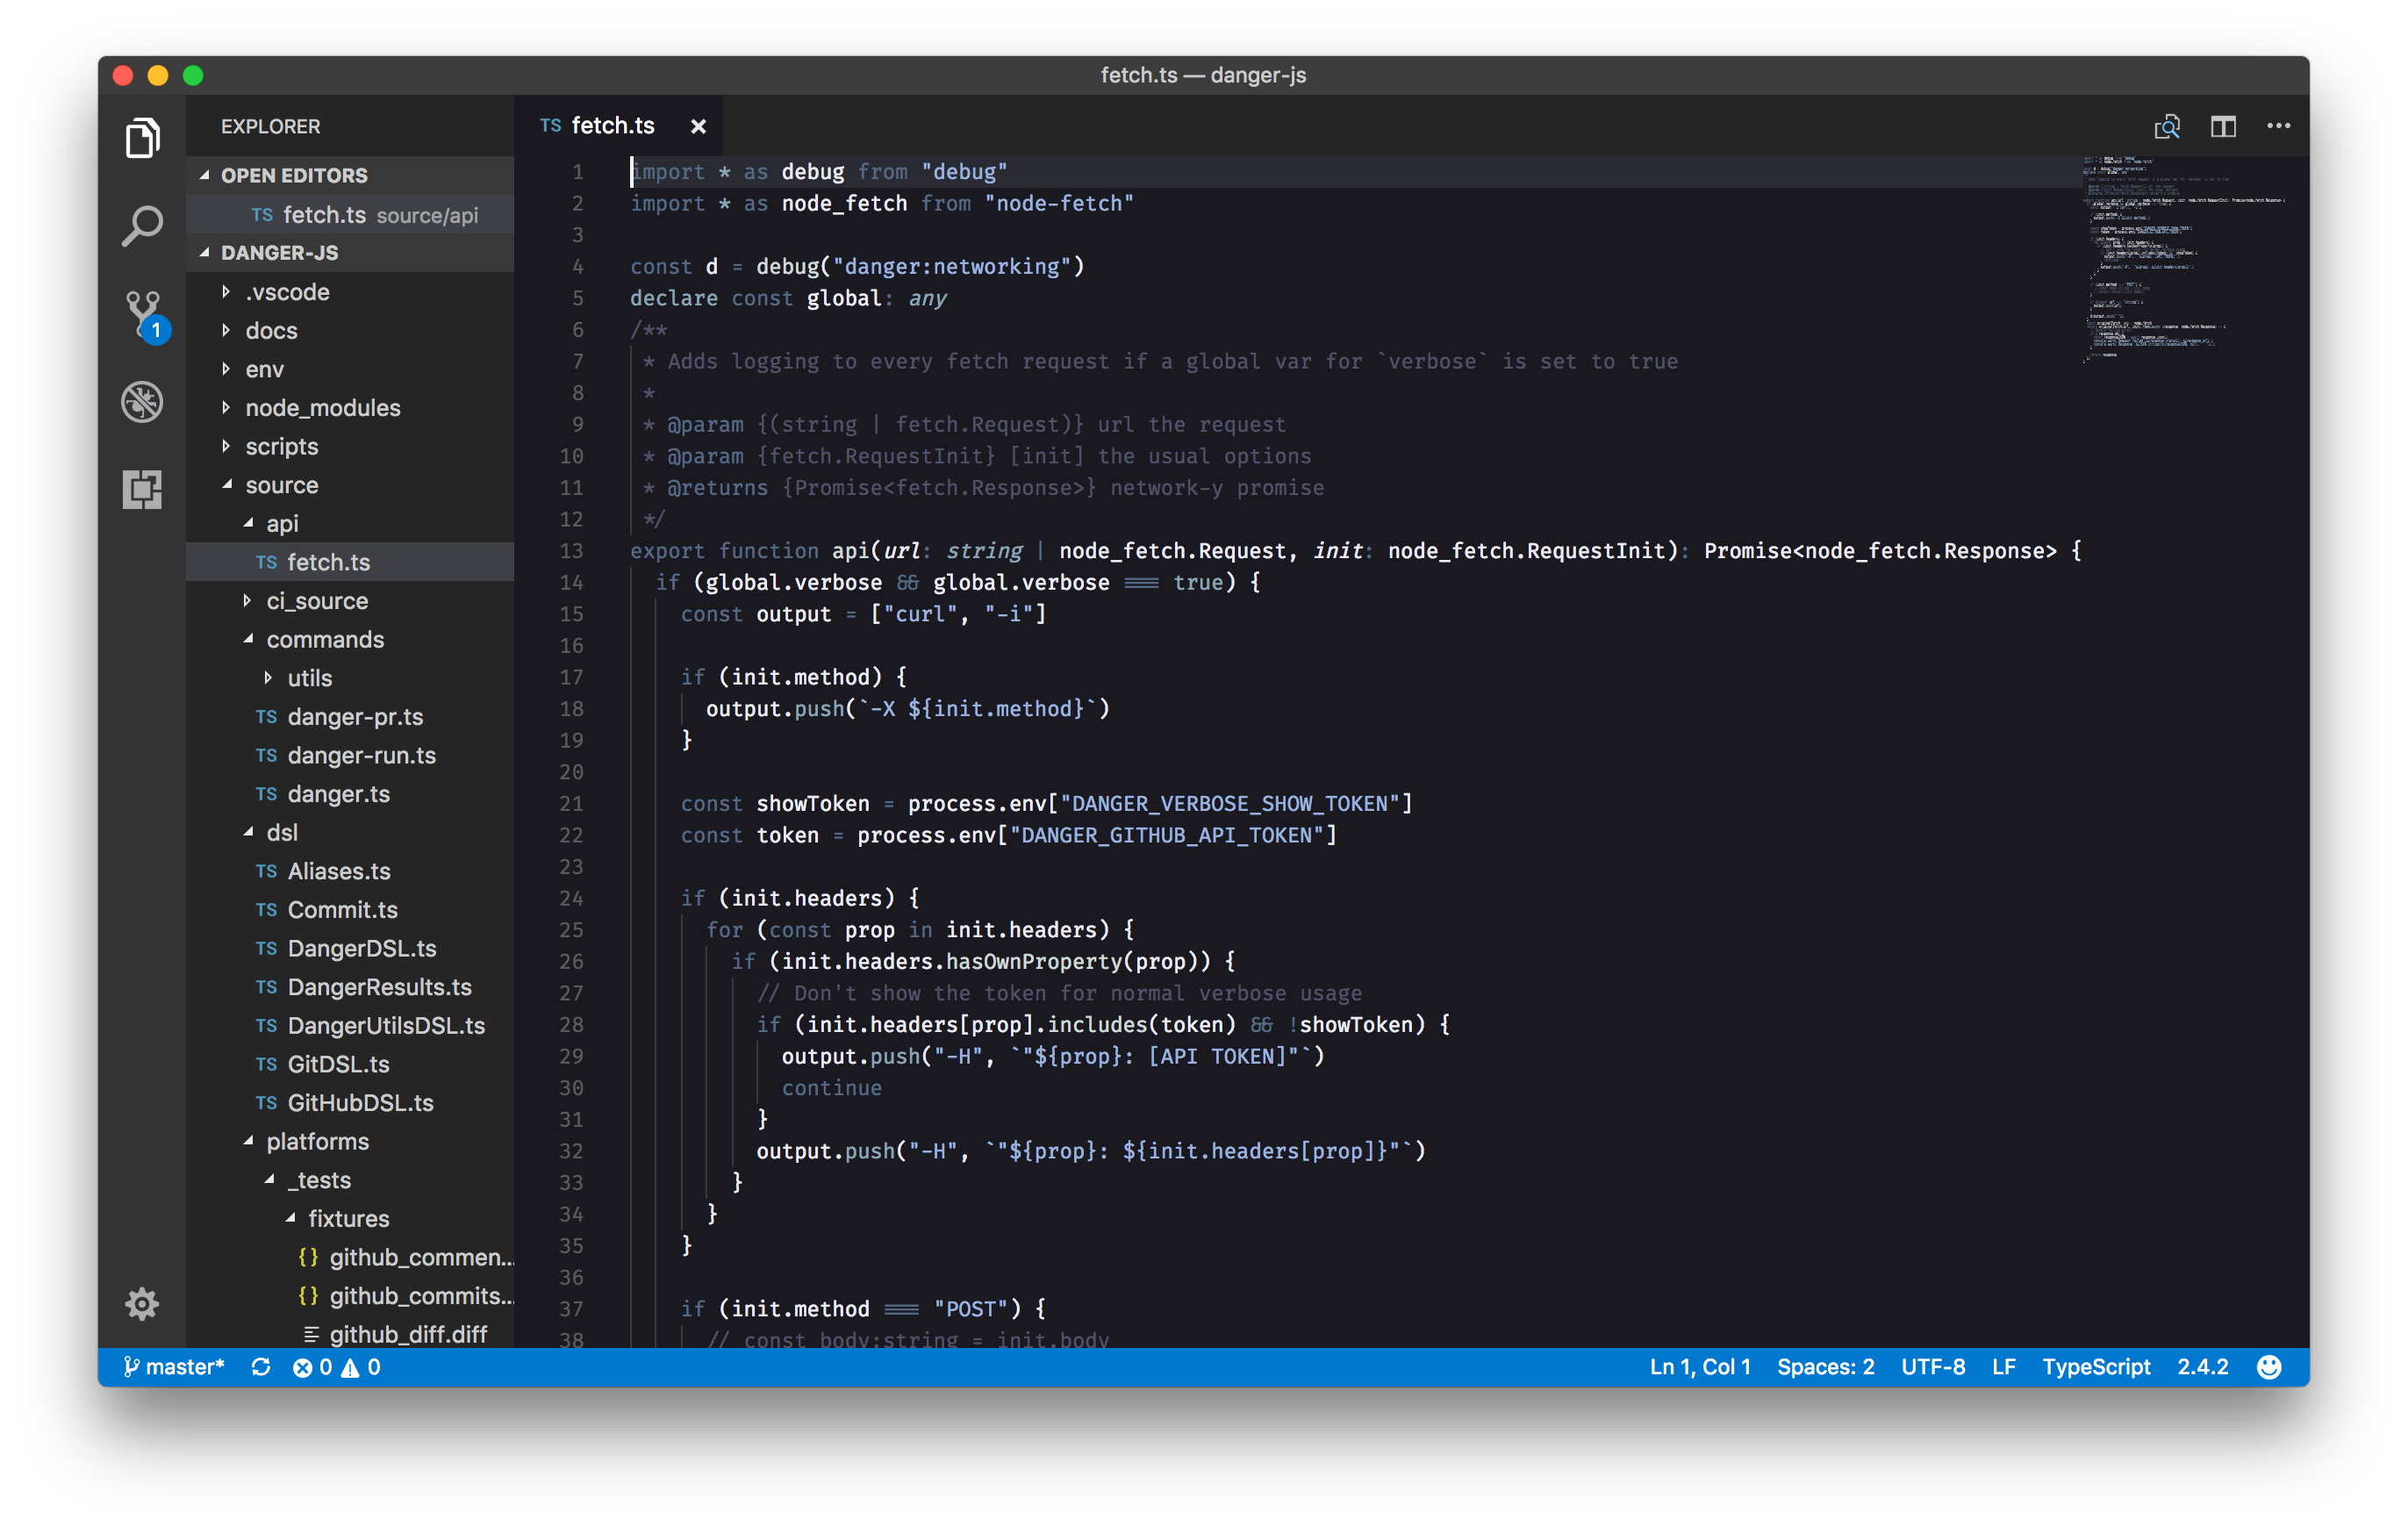 fetch.ts — danger-js
EXPLORER
OPEN EDITORS
TS fetch.ts source/api
DANGER-JS
.vscode
docs
env
node_modules
scripts
source
api
TS fetch.ts
ci_source
commands
utils
TS danger-pr.ts
TS danger-run.ts
TS danger.ts
dsl
TS Aliases.ts
TS Commit.ts
TS DangerDSL.ts
TS DangerResults.ts
TS DangerUtilsDSL.ts
TS GitDSL.ts
TS GitHubDSL.ts
platforms
_tests
fixtures
{} github_commen...
{} github_commits...
github_diff.diff
1
TS fetch.ts ×
1 import * as debug from "debug"
2 import * as node_fetch from "node-fetch"
3
4 const d = debug("danger:networking")
5 declare const global: any
6 /**
7 * Adds logging to every fetch request if a global var for `verbose` is set to true
8 *
9 * @param {(string | fetch.Request)} url the request
10 * @param {fetch.RequestInit} [init] the usual options
11 * @returns {Promise<fetch.Response>} network-y promise
12 */
13 export function api(url: string | node_fetch.Request, init: node_fetch.RequestInit): Promise<node_fetch.Response> {
14 if (global.verbose && global.verbose === true) {
15 const output = ["curl", "-i"]
16
17 if (init.method) {
18 output.push(`-X ${init.method}`)
19 }
20
21 const showToken = process.env["DANGER_VERBOSE_SHOW_TOKEN"]
22 const token = process.env["DANGER_GITHUB_API_TOKEN"]
23
24 if (init.headers) {
25 for (const prop in init.headers) {
26 if (init.headers.hasOwnProperty(prop)) {
27 // Don't show the token for normal verbose usage
28 if (init.headers[prop].includes(token) && !showToken) {
29 output.push("-H", `"${prop}: [API TOKEN]"`)
30 continue
31 }
32 output.push("-H", `"${prop}: ${init.headers[prop]}"`)
33 }
34 }
35 }
36
37 if (init.method === "POST") {
38 // const body:string = init.body
master* 0 0 Ln 1, Col 1 Spaces: 2 UTF-8 LF TypeScript 2.4.2